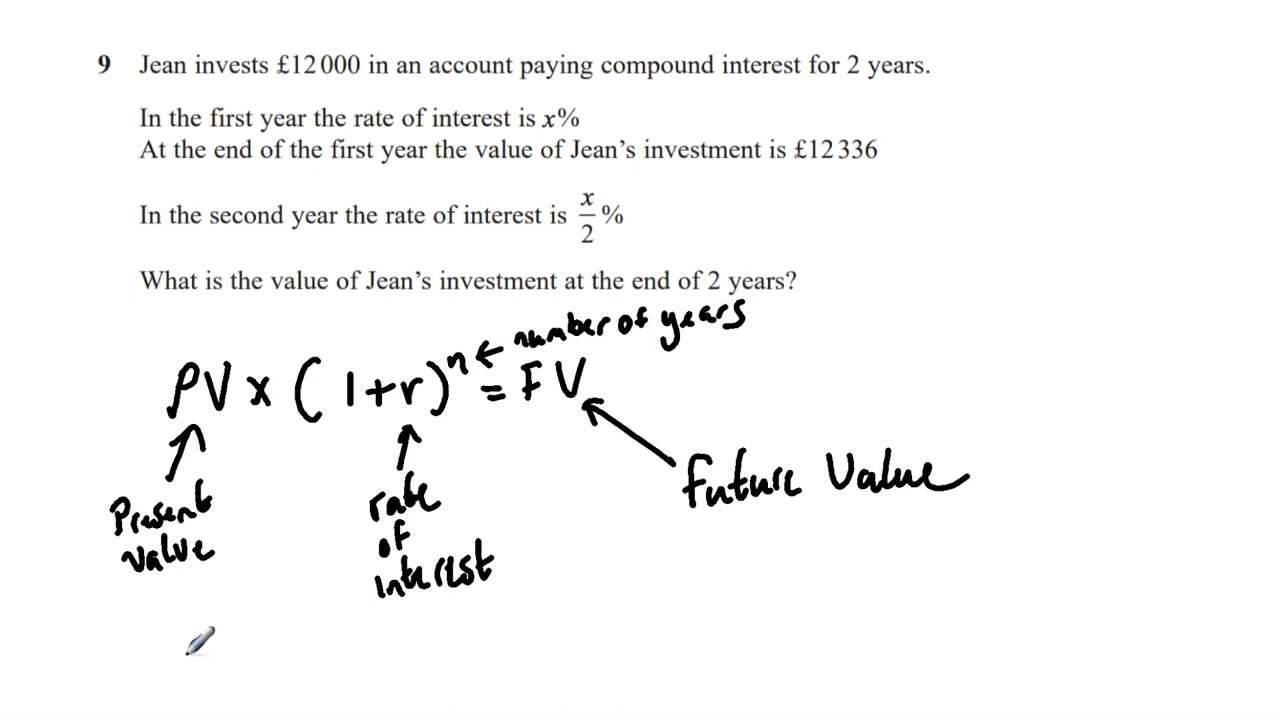 9 Jean invests £12 000 in an account paying compound interest for 2 years.
In the first year the rate of interest is x%
At the end of the first year the value of Jean's investment is £12 336
In the second year the rate of interest is x/2 %
What is the value of Jean's investment at the end of 2 years?
← number of years
PV x (1+r)ⁿ = FV
Present
value
rate
of
interest
future value